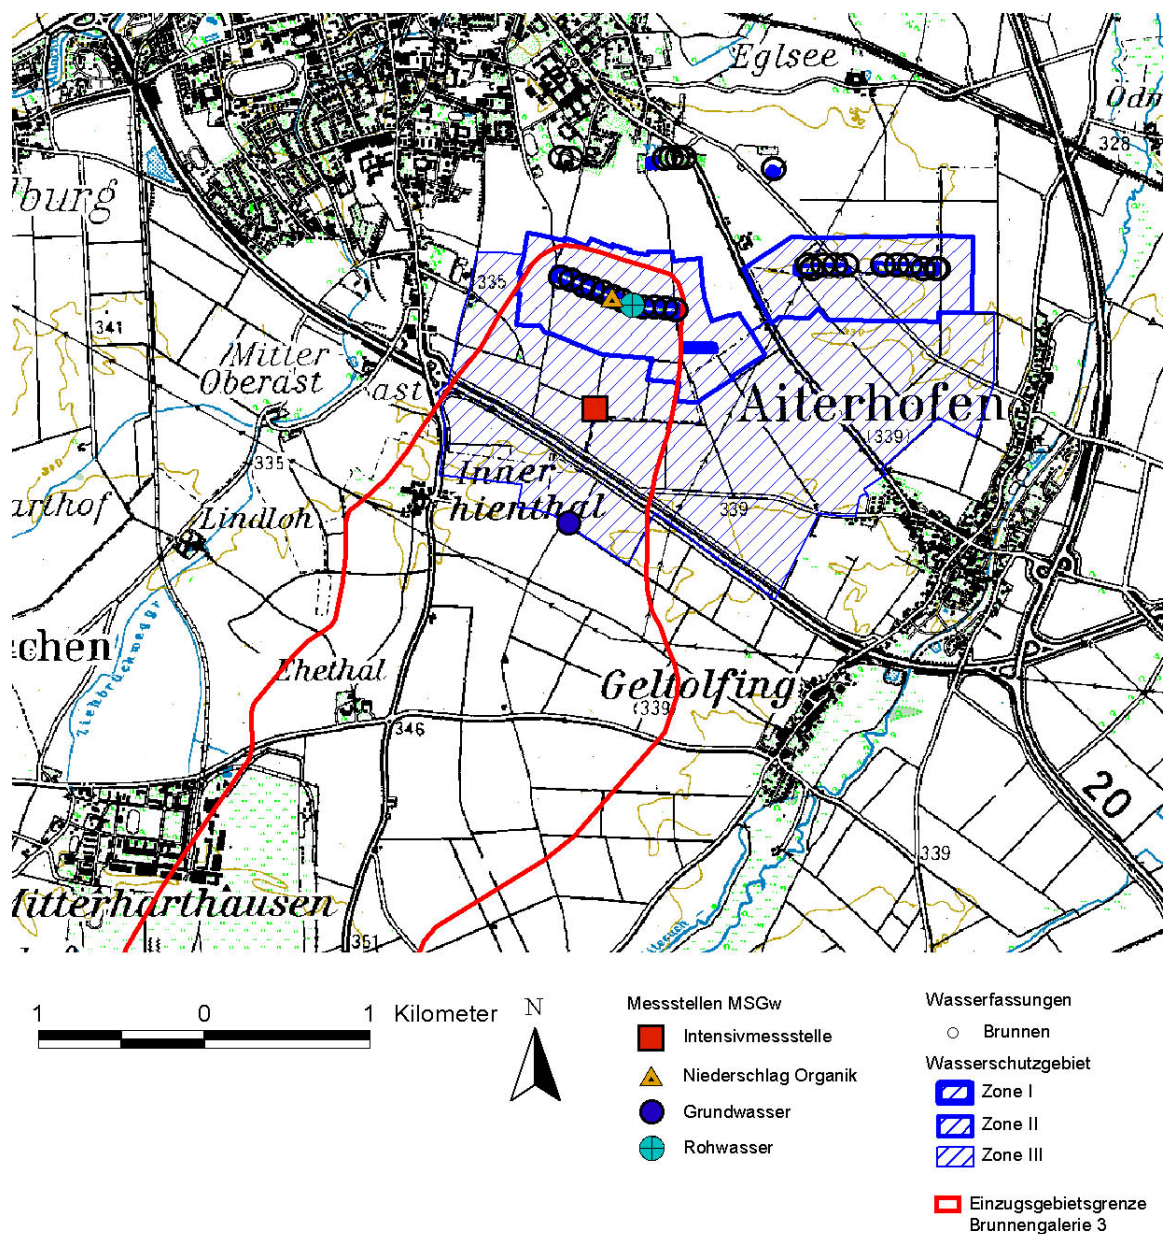 Eglsee
Odm
328
burg
335
341
Mitter
Oberast
ast
Aiterhofen
(339)
335
Inner
hienthal
339
arthof
Lindloh
chen
Ehethal
Geltolfing
(339)
346
20
339
Mitterharthausen
351
1
0
1
Kilometer
N
Messstellen MSGw
Intensivmessstelle
Niederschlag Organik
Grundwasser
Rohwasser
Wasserfassungen
Brunnen
Wasserschutzgebiet
Zone I
Zone II
Zone III
Einzugsgebietsgrenze
Brunnengalerie 3